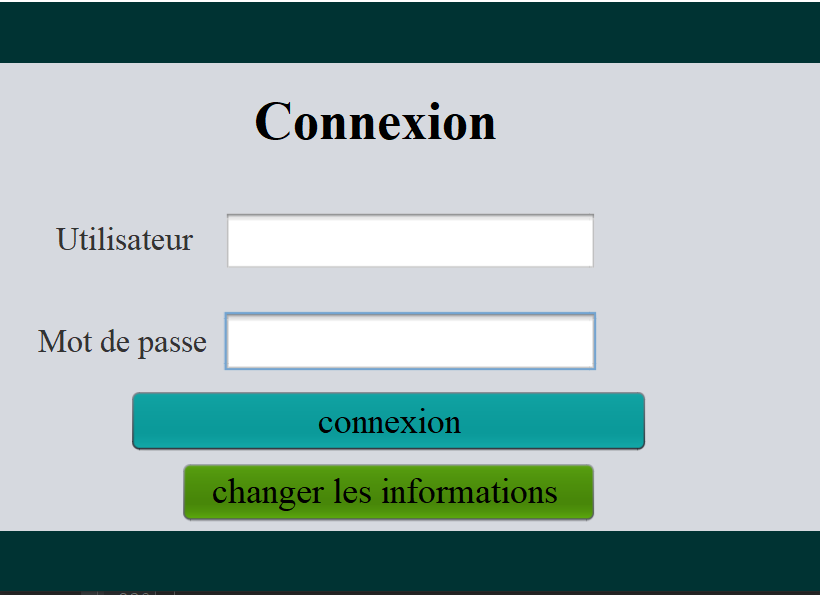 Connexion
Utilisateur
Mot de passe
connexion
changer les informations